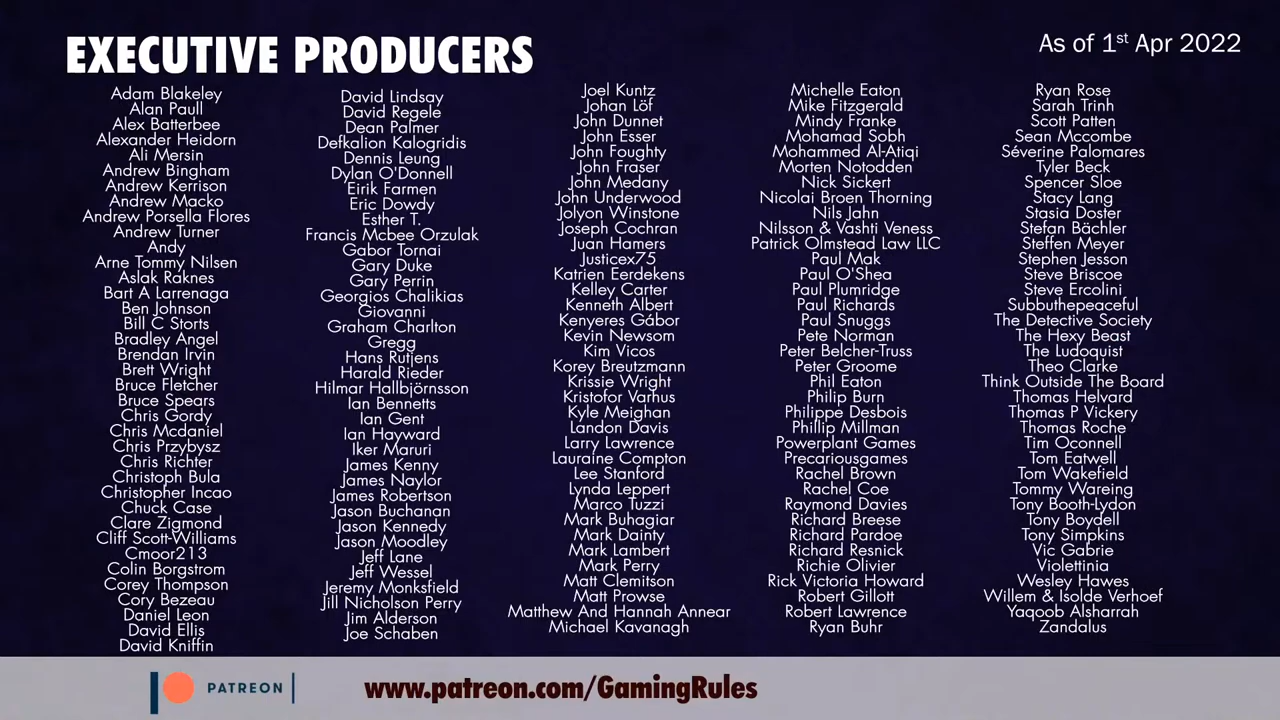 EXECUTIVE PRODUCERS
As of 1st Apr 2022
Adam Blakeley
Alan Paull
Alex Batterbee
Alexander Heidorn
Ali Mersin
Andrew Bingham
Andrew Kerrison
Andrew Macko
Andrew Porsella Flores
Andrew Turner
Andy
Arne Tommy Nilsen
Aslak Raknes
Bart A Larrenaga
Ben Johnson
Bill C Storts
Bradley Angel
Brendan Irvin
Brett Wright
Bruce Fletcher
Bruce Spears
Chris Gordy
Chris Mcdaniel
Chris Przybysz
Chris Richter
Christoph Bula
Christopher Incao
Chuck Case
Clare Zigmond
Cliff Scott-Williams
Cmoor213
Colin Borgstrom
Corey Thompson
Cory Bezeau
Daniel Leon
David Ellis
David Kniffin
David Lindsay
David Regele
Dean Palmer
Defkalion Kalogridis
Dennis Leung
Dylan O'Donnell
Eirik Farmen
Eric Dowdy
Esther T.
Francis Mcbee Orzulak
Gabor Tornai
Gary Duke
Gary Perrin
Georgios Chalikias
Giovanni
Graham Charlton
Gregg
Hans Rutjens
Harald Rieder
Hilmar Hallbjörnsson
Ian Bennetts
Ian Gent
Ian Hayward
Iker Maruri
James Kenny
James Naylor
James Robertson
Jason Buchanan
Jason Kennedy
Jason Moodley
Jeff Lane
Jeff Wessel
Jeremy Monksfield
Jill Nicholson Perry
Jim Alderson
Joe Schaben
Joel Kuntz
Johan Löf
John Dunnet
John Esser
John Foughty
John Fraser
John Medany
John Underwood
Jolyon Winstone
Joseph Cochran
Juan Hamers
Justicex75
Katrien Eerdekens
Kelley Carter
Kenneth Albert
Kenyeres Gábor
Kevin Newsom
Kim Vicos
Korey Breutzmann
Krissie Wright
Kristofor Varhus
Kyle Meighan
Landon Davis
Larry Lawrence
Lauraine Compton
Lee Stanford
Lynda Leppert
Marco Tuzzi
Mark Buhagiar
Mark Dainty
Mark Lambert
Mark Perry
Matt Clemitson
Matt Prowse
Matthew And Hannah Annear
Michael Kavanagh
Michelle Eaton
Mike Fitzgerald
Mindy Franke
Mohamad Sobh
Mohammed Al-Atiqi
Morten Notodden
Nick Sickert
Nicolai Broen Thorning
Nils Jahn
Nilsson & Vashti Veness
Patrick Olmstead Law LLC
Paul Mak
Paul O'Shea
Paul Plumridge
Paul Richards
Paul Snuggs
Pete Norman
Peter Belcher-Truss
Peter Groome
Phil Eaton
Philip Burn
Philippe Desbois
Phillip Millman
Powerplant Games
Precariousgames
Rachel Brown
Rachel Coe
Raymond Davies
Richard Breese
Richard Pardoe
Richard Resnick
Richie Olivier
Rick Victoria Howard
Robert Gillott
Robert Lawrence
Ryan Buhr
Ryan Rose
Sarah Trinh
Scott Patten
Sean Mccombe
Séverine Palomares
Tyler Beck
Spencer Sloe
Stacy Lang
Stasia Doster
Stefan Bächler
Steffen Meyer
Stephen Jesson
Steve Briscoe
Steve Ercolini
Subbuthepeaceful
The Detective Society
The Hexy Beast
The Ludoquist
Theo Clarke
Think Outside The Board
Thomas Helvard
Thomas P Vickery
Thomas Roche
Tim Oconnell
Tom Eatwell
Tom Wakefield
Tommy Wareing
Tony Booth-Lydon
Tony Boydell
Tony Simpkins
Vic Gabrie
Violettinia
Wesley Hawes
Willem & Isolde Verhoef
Yaqoob Alsharrah
Zandalus
PATREON
www.patreon.com/GamingRules